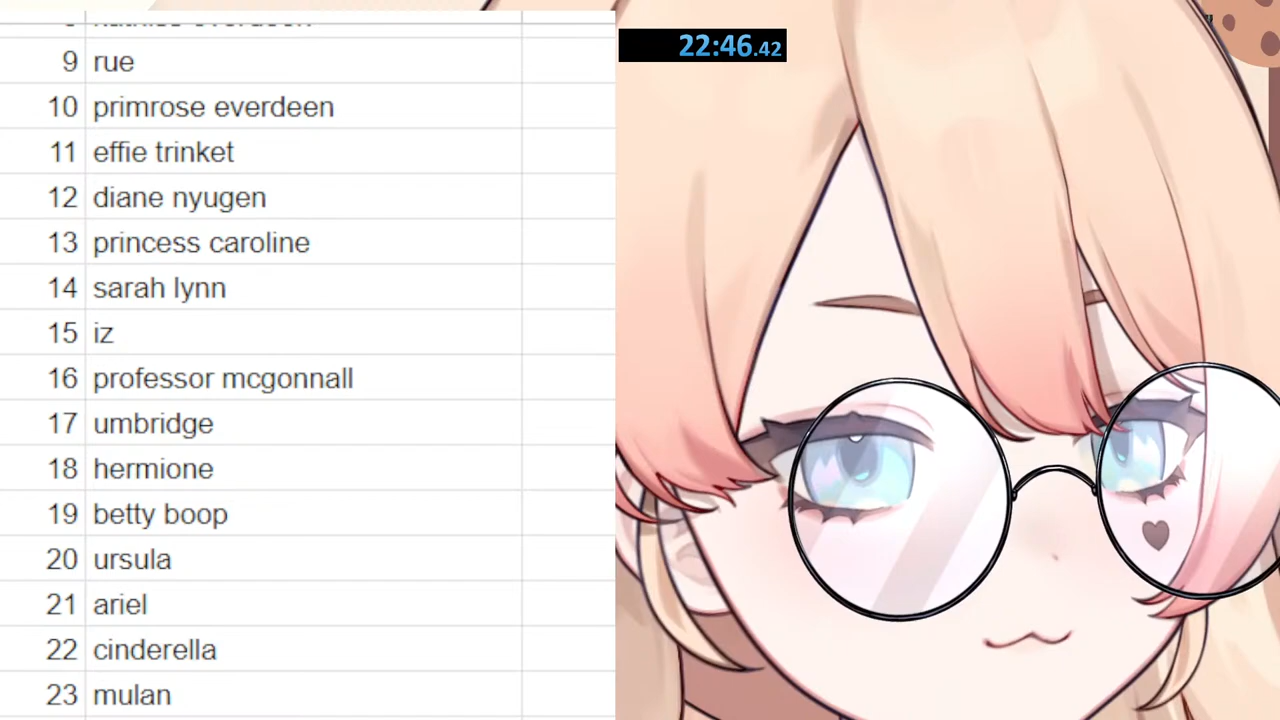 9 rue
10 primrose everdeen
11 effie trinket
12 diane nyugen
13 princess caroline
14 sarah lynn
15 iz
16 professor mcgonnall
17 umbridge
18 hermione
19 betty boop
20 ursula
21 ariel
22 cinderella
23 mulan
22:46.42